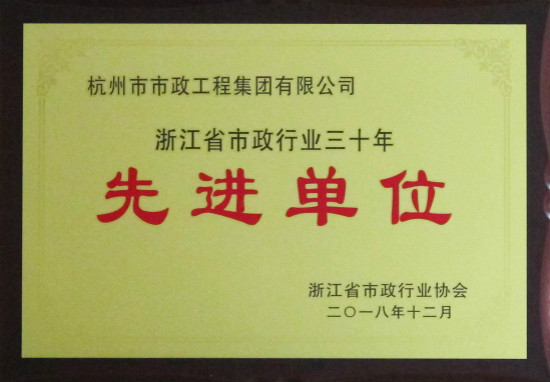 杭州市市政工程集团有限公司
浙江省市政行业三十年
先进单位
浙江省市政行业协会
二〇一八年十二月